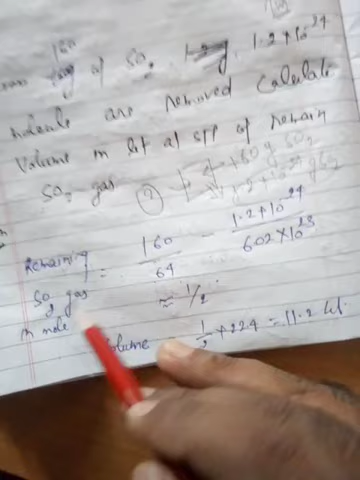 160
of SO2 1.2 × 10^24
molecule are removed calculate
Volume in lit at STP of remain
SO2 gas
Remaining
SO2 gas
in mole
= 160/64 - 1.2 × 10^24/602 × 10^23
≈ 1/2
Volume 1/2 × 22.4 = 11.2 lit